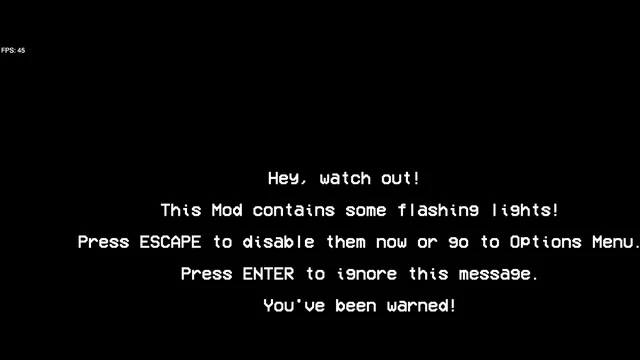 FPS: 45
Hey, watch out!
This Mod contains some flashing lights!
Press ESCAPE to disable them now or go to Options Menu.
Press ENTER to ignore this message.
You've been warned!